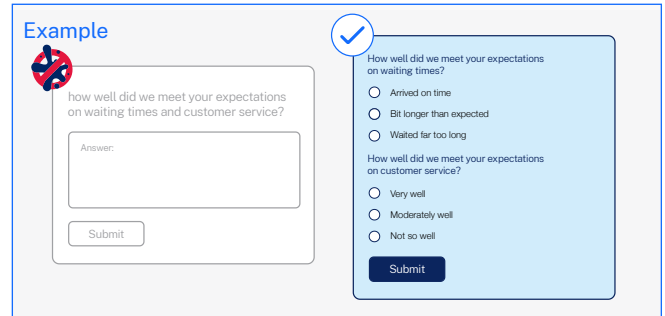 Example
how well did we meet your expectations
on waiting times and customer service?
Answer:
Submit
How well did we meet your expectations
on waiting times?
Arrived on time
Bit longer than expected
Waited far too long
How well did we meet your expectations
on customer service?
Very well
Moderately well
Not so well
Submit